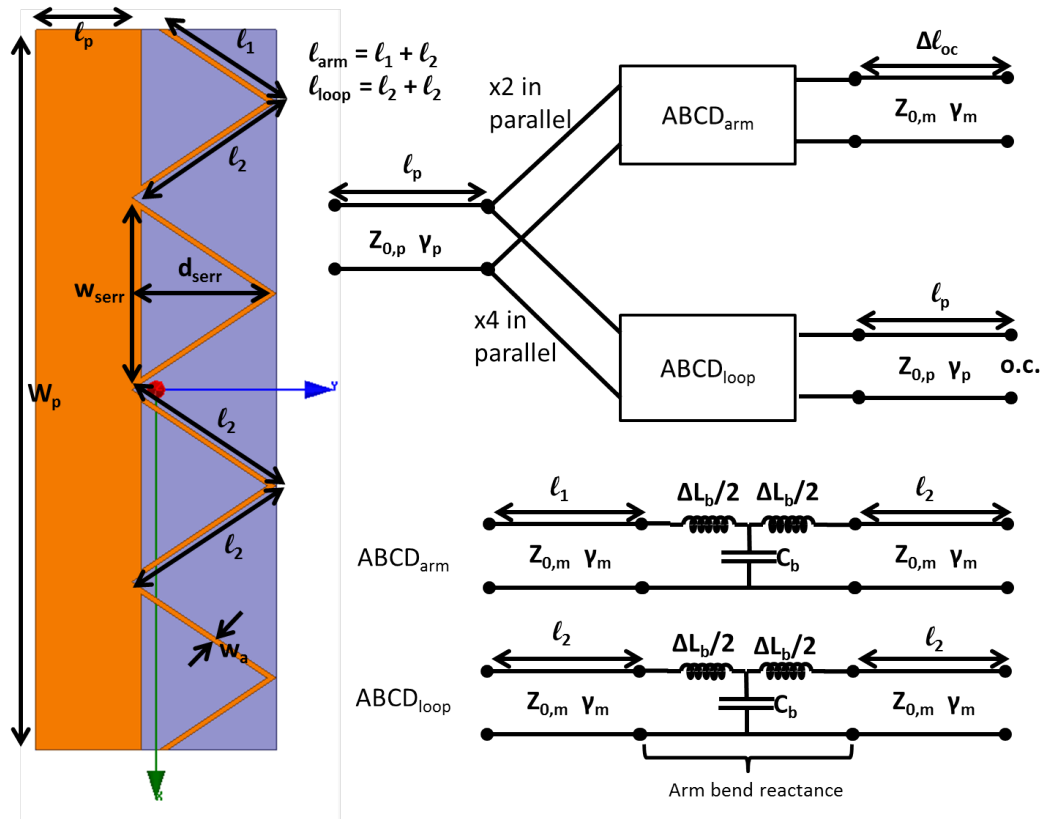 ℓp
ℓ1
ℓarm = ℓ1 + ℓ2
ℓloop = ℓ2 + ℓ2
ℓ2
wserr
dserr
Wp
Y
ℓ2
ℓ2
wa
X
x2 in
parallel
ABCDarm
Δℓoc
Z0,m γm
ℓp
Z0,p γp
x4 in
parallel
ABCDloop
ℓp
Z0,p γp
o.c.
ABCDarm
ℓ1
ΔLb/2
ΔLb/2
ℓ2
Z0,m γm
Cb
Z0,m γm
ABCDloop
ℓ2
ΔLb/2
ΔLb/2
ℓ2
Z0,m γm
Cb
Z0,m γm
Arm bend reactance